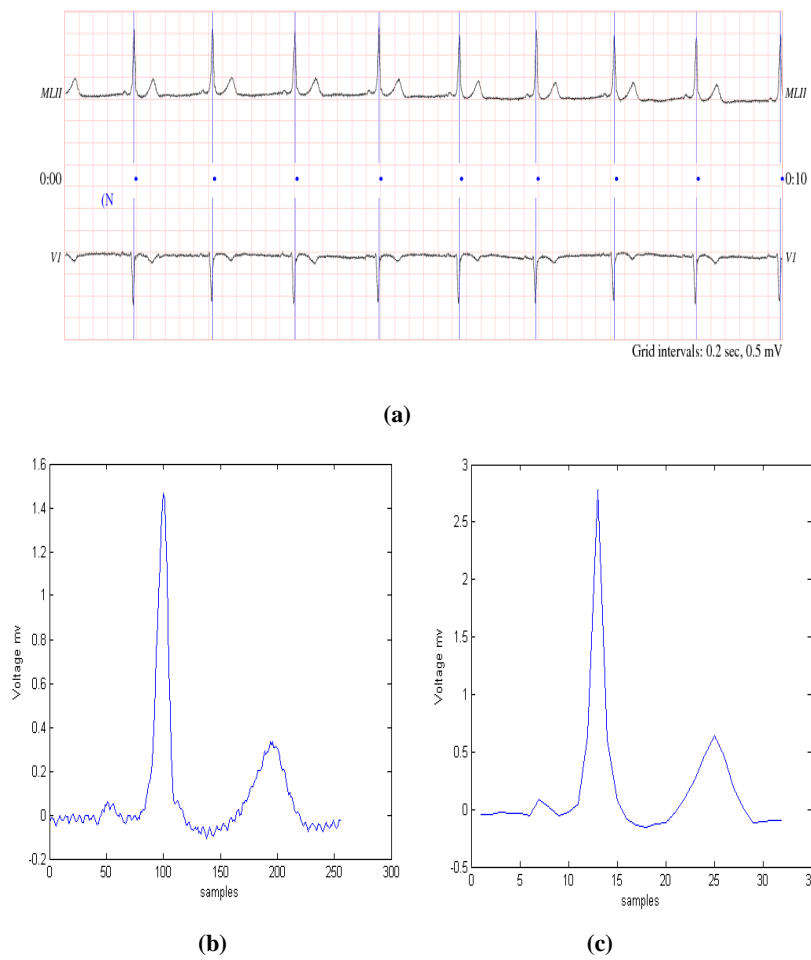 MLII MLII
0:00 0:10
(N
V1 V1
Grid intervals: 0.2 sec, 0.5 mV
(a)
1.6
1.4
1.2
1
0.8
0.6
0.4
0.2
0
-0.2
Voltage mv
0 50 100 150 200 250 300
samples
(b)
3
2.5
2
1.5
1
0.5
0
-0.5
Voltage mv
0 5 10 15 20 25 30 35
samples
(c)